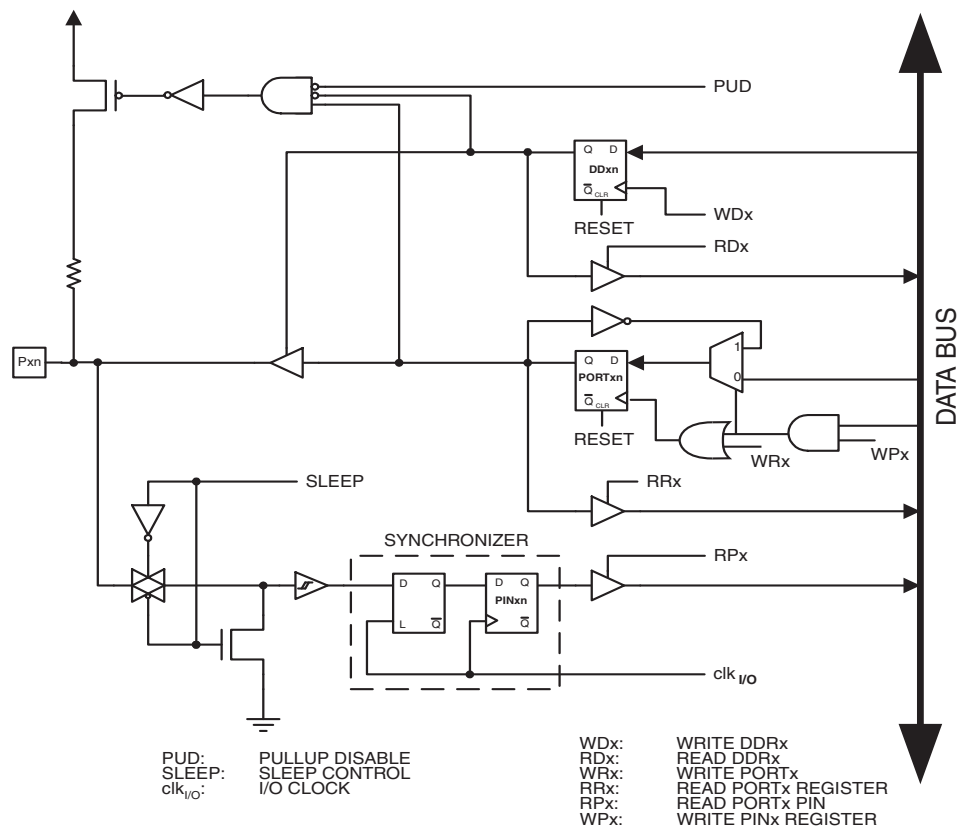 PUD
Q D
DDxn
Q CLR
WDx
RESET
RDx
Pxn
1
Q D
PORTxn
0
Q CLR
RESET
WRx
WPx
DATA BUS
SLEEP
RRx
SYNCHRONIZER
RPx
D Q
D Q
PINxn
L Q
Q
clk I/O
PUD: PULLUP DISABLE
SLEEP: SLEEP CONTROL
clkI/O: I/O CLOCK
WDx: WRITE DDRx
RDx: READ DDRx
WRx: WRITE PORTx
RRx: READ PORTx REGISTER
RPx: READ PORTx PIN
WPx: WRITE PINx REGISTER